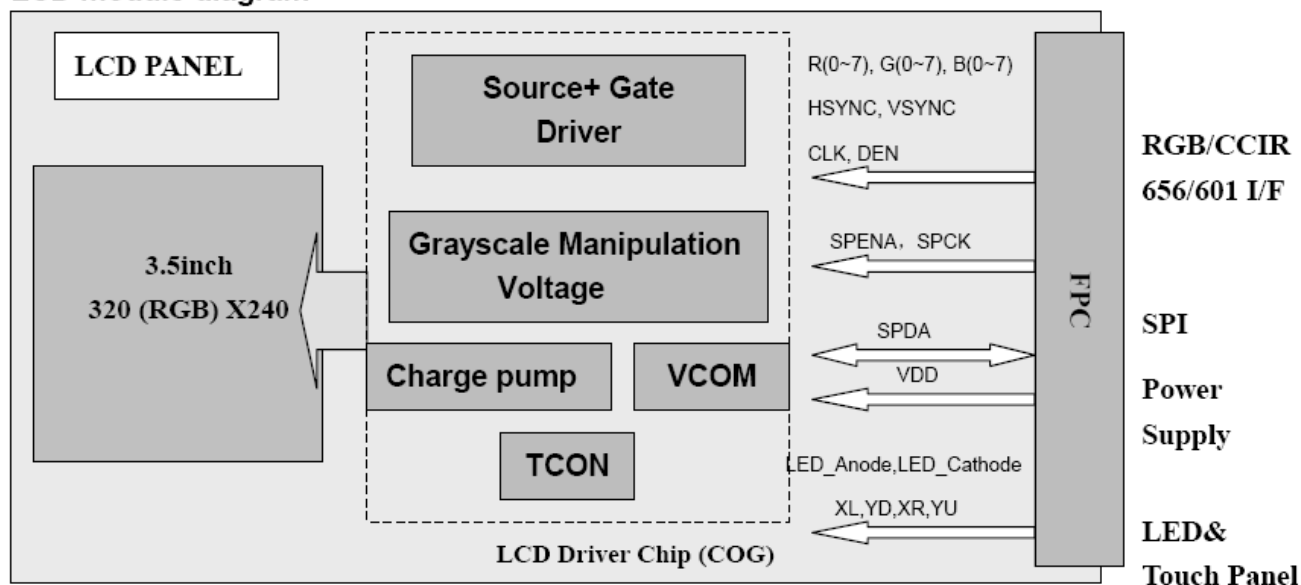 LCD PANEL
Source+ Gate
Driver
R(0~7), G(0~7), B(0~7)
HSYNC, VSYNC
CLK, DEN
RGB/CCIR
656/601 I/F
3.5inch
320 (RGB) X240
Grayscale Manipulation
Voltage
SPENA，SPCK
FPC
SPI
SPDA
Charge pump
VCOM
VDD
Power
Supply
TCON
LED_Anode,LED_Cathode
XL,YD,XR,YU
LCD Driver Chip (COG)
LED&
Touch Panel